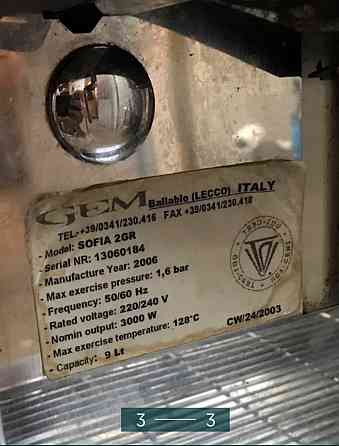 GEM Ballabio (LECCO) ITALY
TEL:+39/0341/230.416 FAX +39/0341/230.418
- Model: SOFIA 2GR
- Serial NR: 13060184
- Manufacture Year: 2006
- Max exercise pressure: 1,6 bar
- Frequency: 50/60 Hz
- Rated voltage: 220/240 V
- Nomin output: 3000 W
- Max exercise temperature: 128°C
- Capacity: 9 Lt
CW/24/2003
3 3